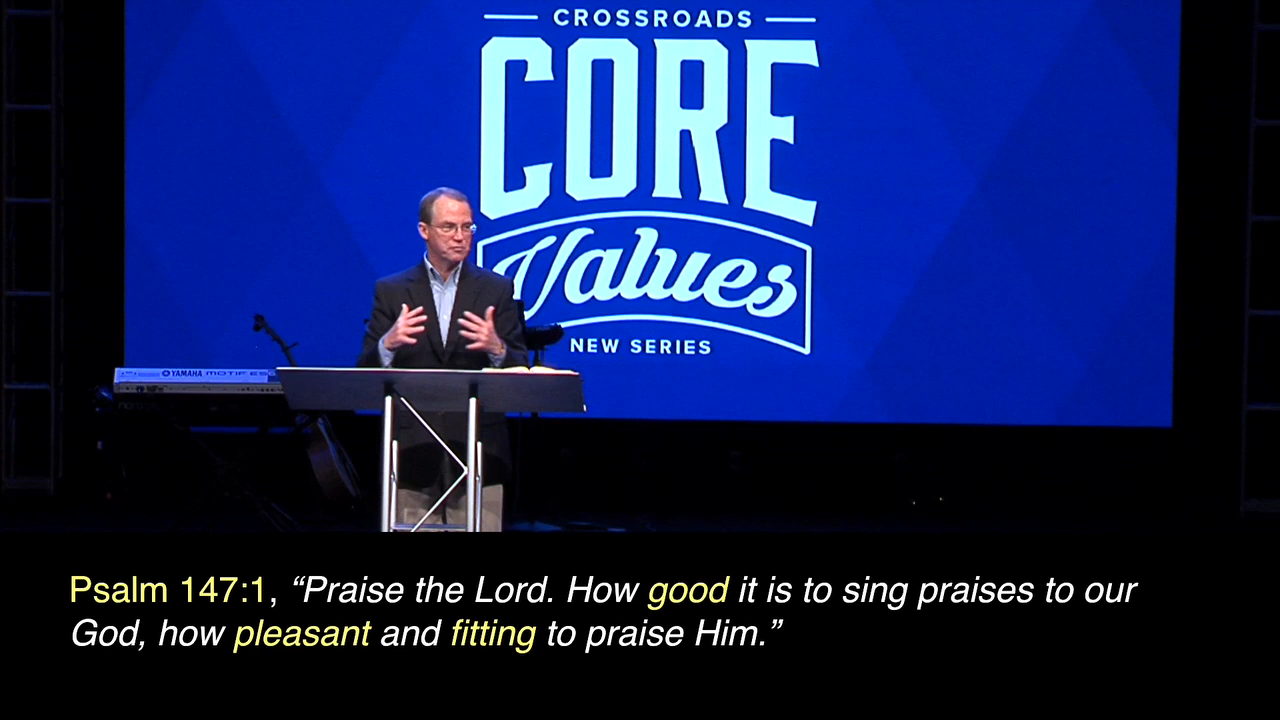 CROSSROADS
CORE
Values
NEW SERIES
YAMAHA MOTIF ES
Psalm 147:1, “Praise the Lord. How good it is to sing praises to our
God, how pleasant and fitting to praise Him.”